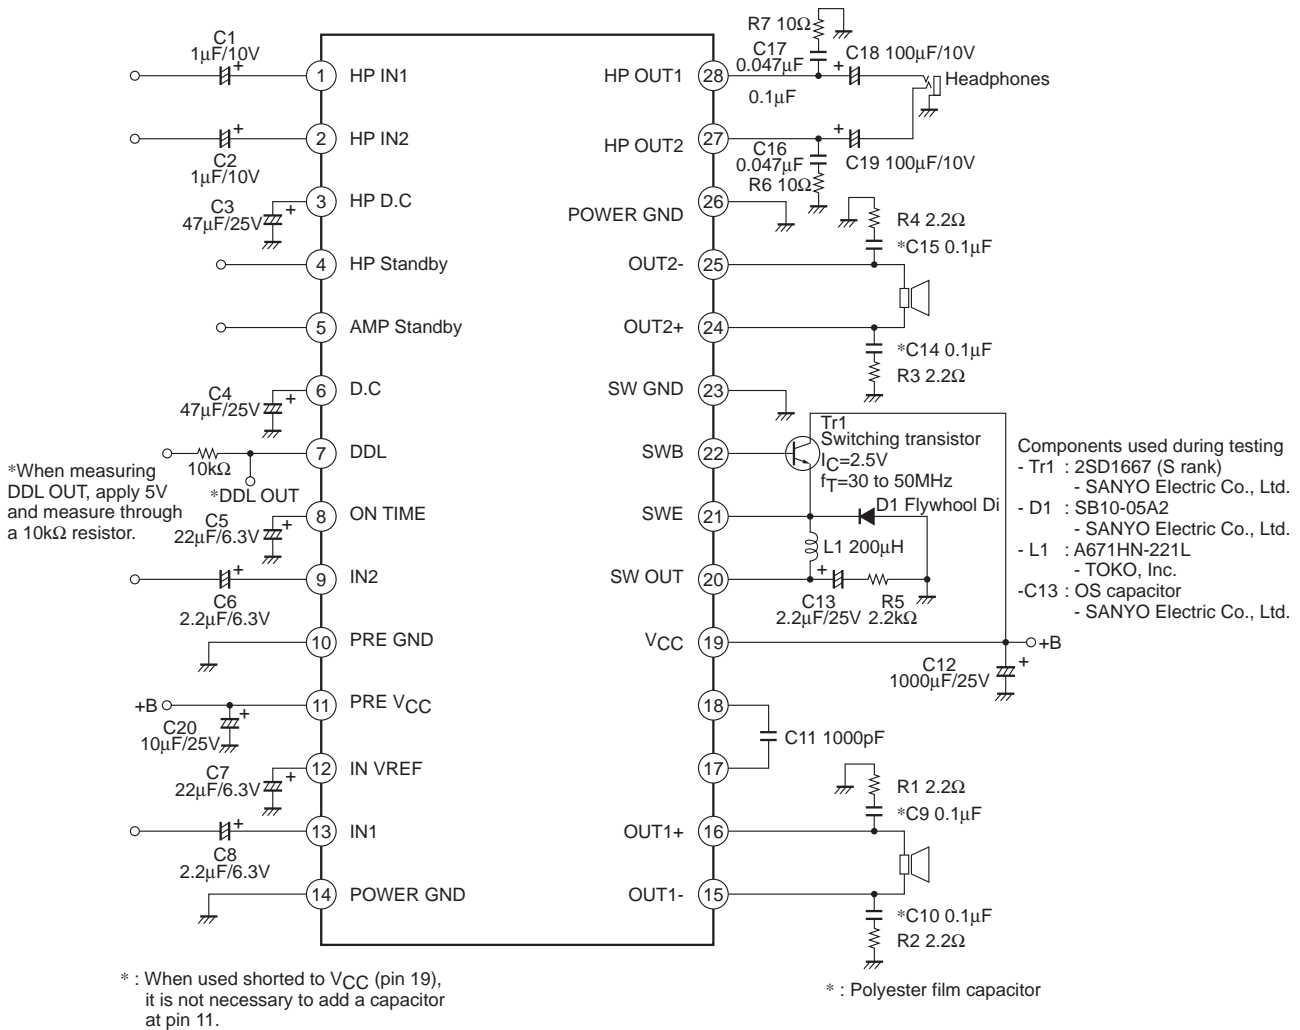 C1
1μF/10V
+
1
HP IN1
+
2
HP IN2
C2
1μF/10V
C3
47μF/25V
+
3
HP D.C
4
HP Standby
5
AMP Standby
C4
47μF/25V
+
6
D.C
10kΩ
7
DDL
*DDL OUT
*When measuring
DDL OUT, apply 5V
and measure through
a 10kΩ resistor.
C5
22μF/6.3V
+
8
ON TIME
+
9
IN2
C6
2.2μF/6.3V
10
PRE GND
+B
11
PRE VCC
C20
10μF/25V
+
C7
22μF/6.3V
+
12
IN VREF
+
13
IN1
C8
2.2μF/6.3V
14
POWER GND
R7 10Ω
C17
0.047μF
C18 100μF/10V
+
HP OUT1
28
Headphones
0.1μF
HP OUT2
27
+
C16
0.047μF
C19 100μF/10V
R6 10Ω
POWER GND
26
R4 2.2Ω
*C15 0.1μF
OUT2-
25
OUT2+
24
*C14 0.1μF
R3 2.2Ω
SW GND
23
Tr1
Switching transistor
IC=2.5V
fT=30 to 50MHz
SWB
22
SWE
21
D1 Flywhool Di
L1 200μH
SW OUT
20
+
C13
2.2μF/25V
R5
2.2kΩ
VCC
19
+B
C12
1000μF/25V
+
18
C11 1000pF
17
R1 2.2Ω
*C9 0.1μF
OUT1+
16
OUT1-
15
*C10 0.1μF
R2 2.2Ω
Components used during testing
- Tr1 : 2SD1667 (S rank)
- SANYO Electric Co., Ltd.
- D1 : SB10-05A2
- SANYO Electric Co., Ltd.
- L1 : A671HN-221L
- TOKO, Inc.
-C13 : OS capacitor
- SANYO Electric Co., Ltd.
* : When used shorted to VCC (pin 19),
it is not necessary to add a capacitor
at pin 11.
* : Polyester film capacitor